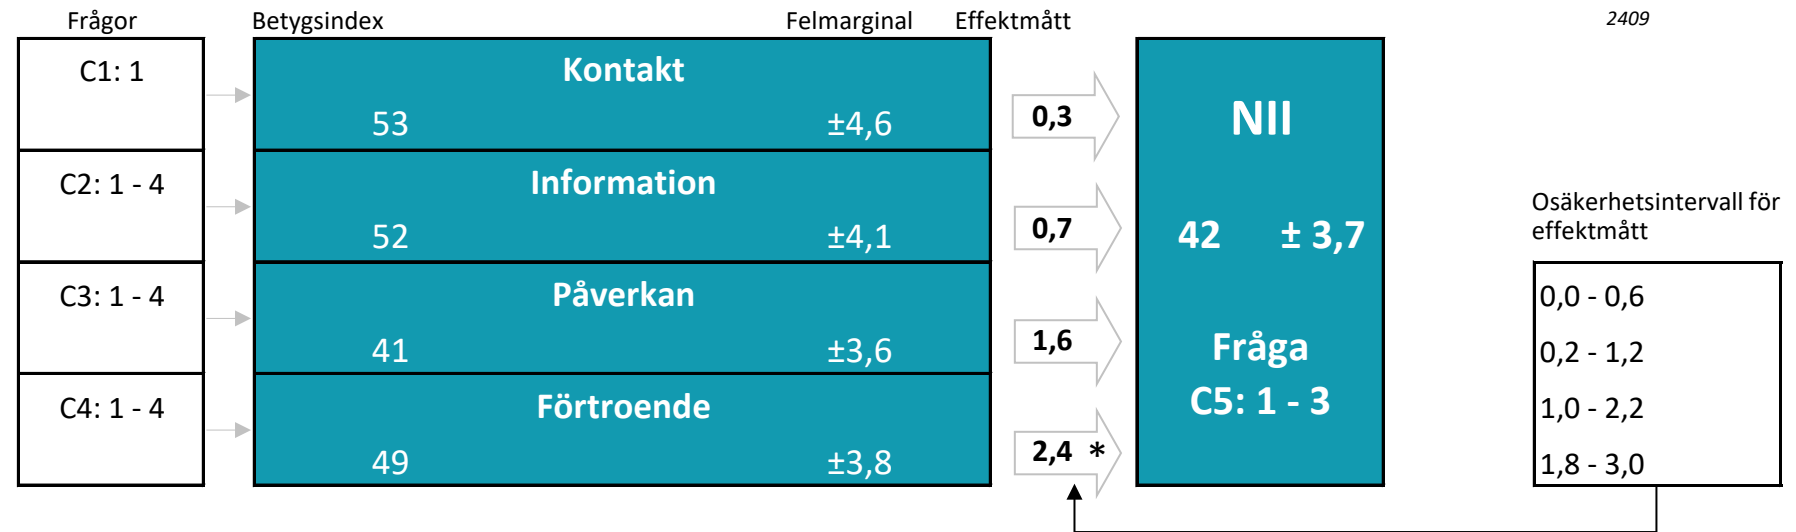 Frågor Betygsindex Felmarginal Effektmått 2409
C1: 1
Kontakt
53 ±4,6
0,3
C2: 1 - 4
Information
52 ±4,1
0,7
C3: 1 - 4
Påverkan
41 ±3,6
1,6
C4: 1 - 4
Förtroende
49 ±3,8
2,4 *
NII
42 ± 3,7
Fråga
C5: 1 - 3
Osäkerhetsintervall för
effektmått
0,0 - 0,6
0,2 - 1,2
1,0 - 2,2
1,8 - 3,0